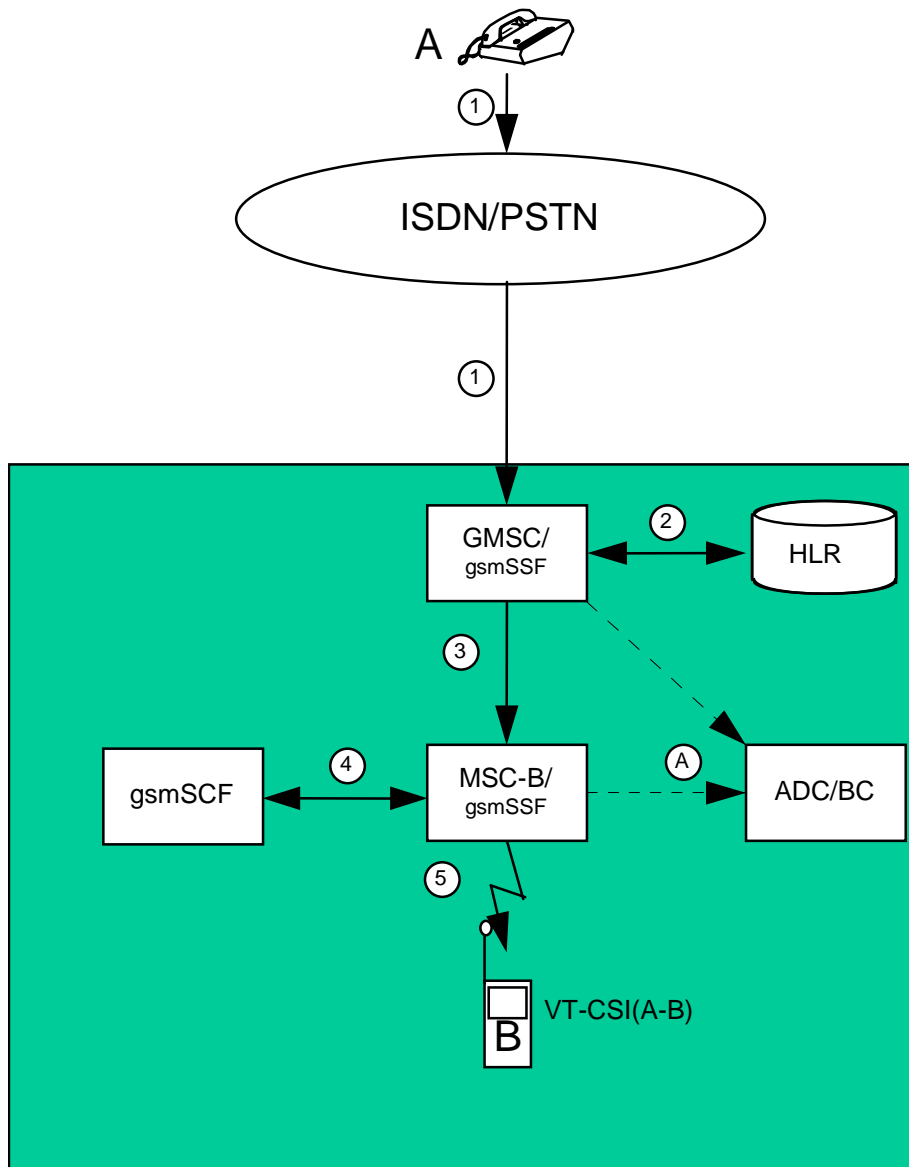 A
1
ISDN/PSTN
1
GMSC/
gsmSSF
2
HLR
3
gsmSCF
4
MSC-B/
gsmSSF
A
ADC/BC
5
B
VT-CSI(A-B)